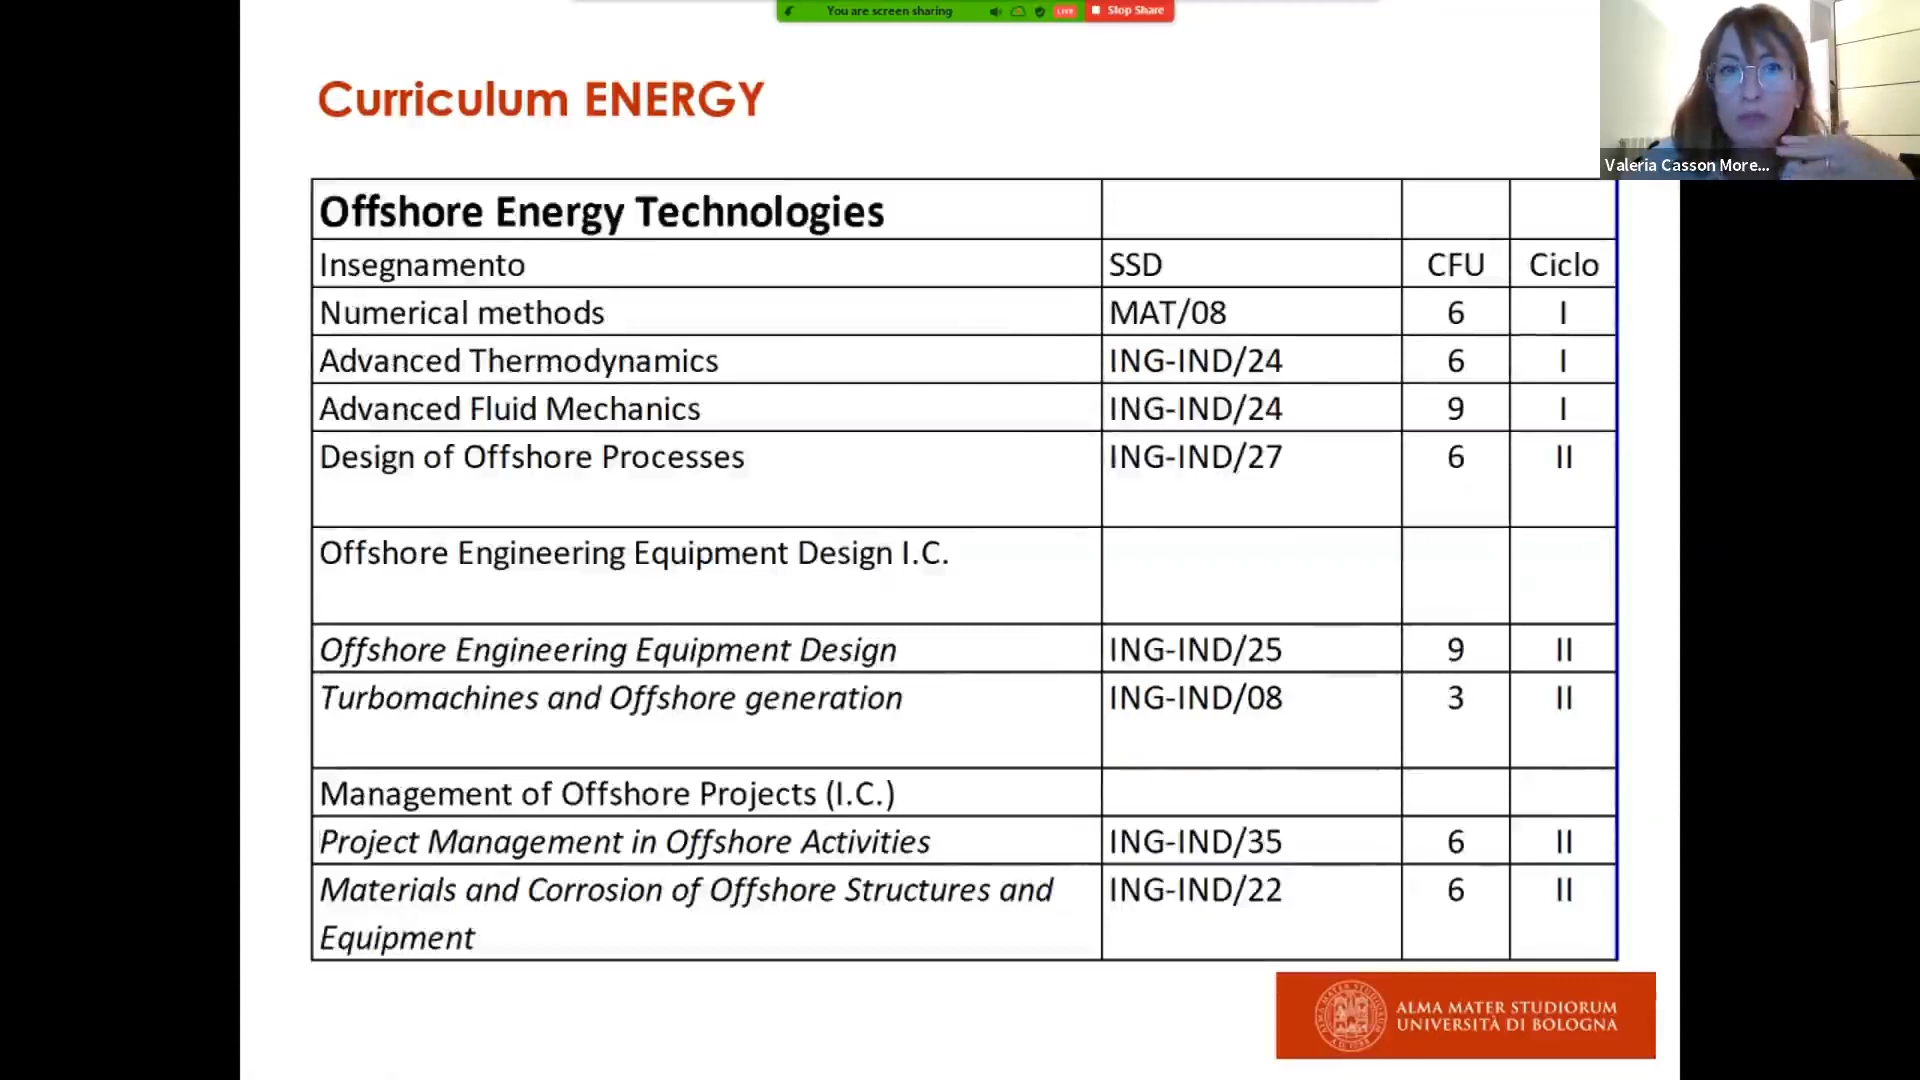 You are screen sharing LIVE Stop Share
Curriculum ENERGY
Valeria Casson More...
Offshore Energy Technologies
Insegnamento SSD CFU Ciclo
Numerical methods MAT/08 6 I
Advanced Thermodynamics ING-IND/24 6 I
Advanced Fluid Mechanics ING-IND/24 9 I
Design of Offshore Processes ING-IND/27 6 II
Offshore Engineering Equipment Design I.C.
Offshore Engineering Equipment Design ING-IND/25 9 II
Turbomachines and Offshore generation ING-IND/08 3 II
Management of Offshore Projects (I.C.)
Project Management in Offshore Activities ING-IND/35 6 II
Materials and Corrosion of Offshore Structures and ING-IND/22 6 II
Equipment
ALMA MATER STUDIORUM
UNIVERSITÀ DI BOLOGNA